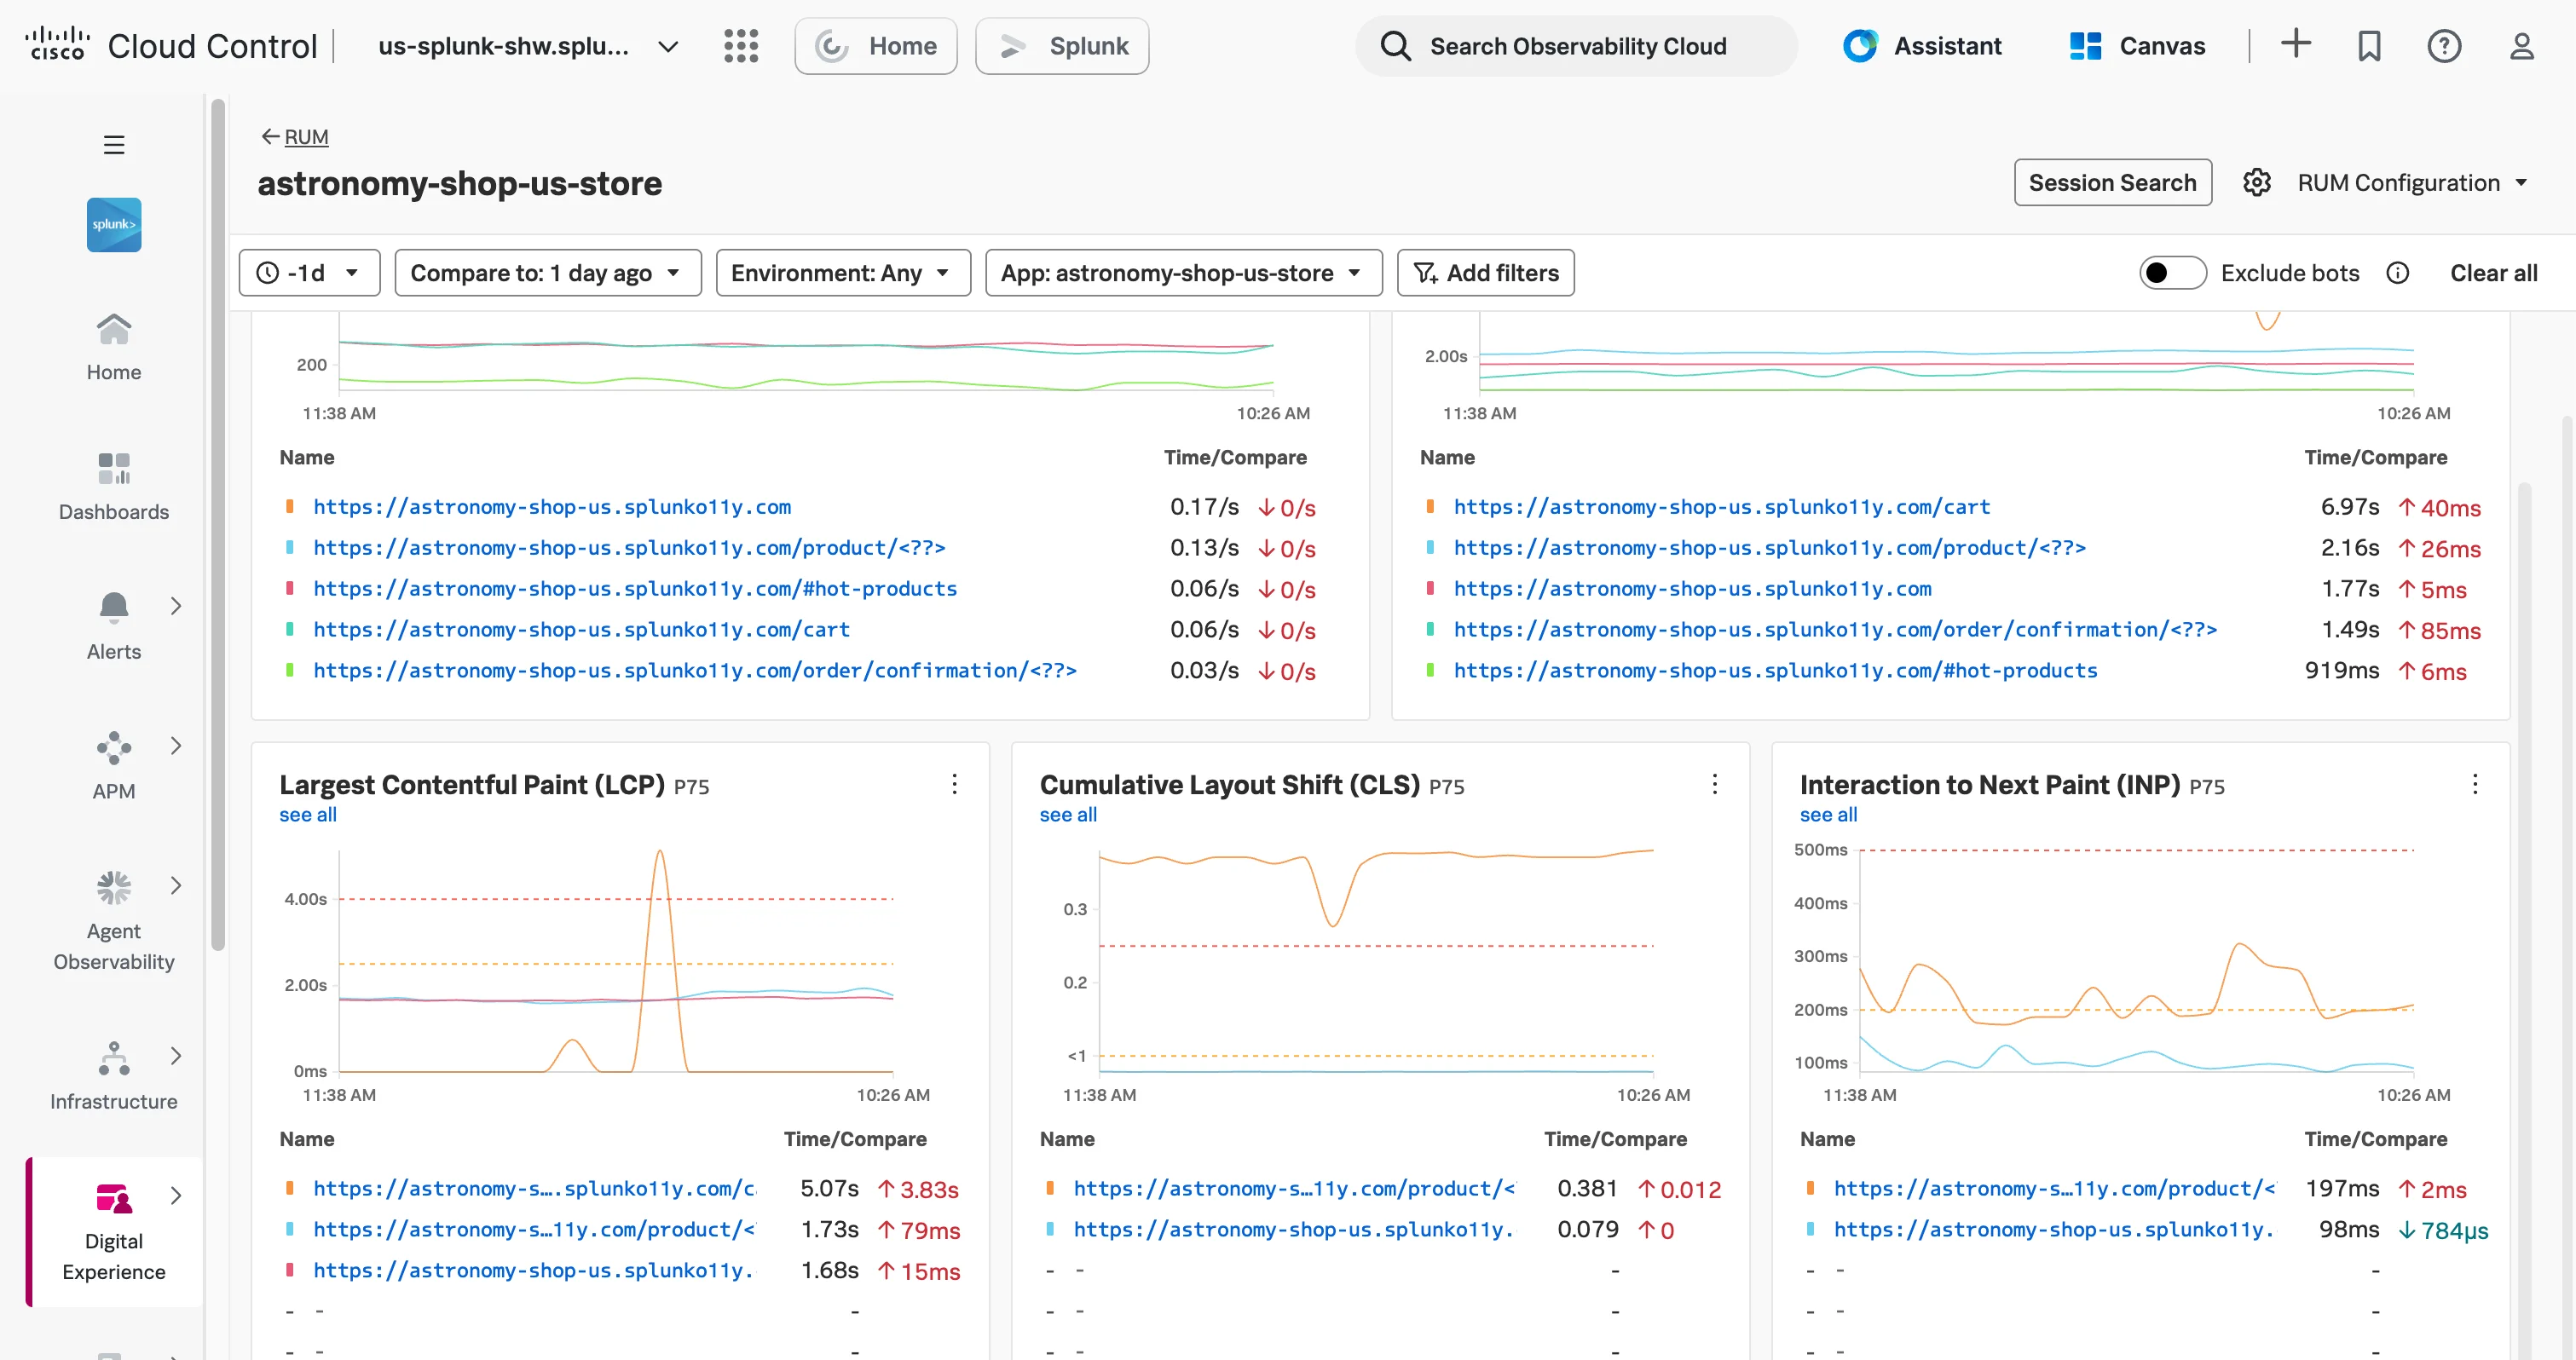 CISCO Cloud Control us-splunk-shw.splu... Home Splunk Search Observability Cloud Assistant Canvas
RUM
astronomy-shop-us-store
Session Search RUM Configuration
-1d Compare to: 1 day ago Environment: Any App: astronomy-shop-us-store Add filters Exclude bots Clear all
splunk>
Home
Dashboards
Alerts
APM
Agent
Observability
Infrastructure
Digital
Experience
200
11:38 AM 10:26 AM
Name Time/Compare
https://astronomy-shop-us.splunko11y.com 0.17/s ↓0/s
https://astronomy-shop-us.splunko11y.com/product/<??> 0.13/s ↓0/s
https://astronomy-shop-us.splunko11y.com/#hot-products 0.06/s ↓0/s
https://astronomy-shop-us.splunko11y.com/cart 0.06/s ↓0/s
https://astronomy-shop-us.splunko11y.com/order/confirmation/<??> 0.03/s ↓0/s
2.00s
11:38 AM 10:26 AM
Name Time/Compare
https://astronomy-shop-us.splunko11y.com/cart 6.97s ↑40ms
https://astronomy-shop-us.splunko11y.com/product/<??> 2.16s ↑26ms
https://astronomy-shop-us.splunko11y.com 1.77s ↑5ms
https://astronomy-shop-us.splunko11y.com/order/confirmation/<??> 1.49s ↑85ms
https://astronomy-shop-us.splunko11y.com/#hot-products 919ms ↑6ms
Largest Contentful Paint (LCP) P75
see all
4.00s
2.00s
0ms
11:38 AM 10:26 AM
Name Time/Compare
https://astronomy-s….splunko11y.com/c 5.07s ↑3.83s
https://astronomy-s…11y.com/product/< 1.73s ↑79ms
https://astronomy-shop-us.splunko11y. 1.68s ↑15ms
- - -
- - -
Cumulative Layout Shift (CLS) P75
see all
0.3
0.2
<1
11:38 AM 10:26 AM
Name Time/Compare
https://astronomy-s…11y.com/product/< 0.381 ↑0.012
https://astronomy-shop-us.splunko11y. 0.079 ↑0
- - -
- - -
- - -
Interaction to Next Paint (INP) P75
see all
500ms
400ms
300ms
200ms
100ms
11:38 AM 10:26 AM
Name Time/Compare
https://astronomy-s…11y.com/product/< 197ms ↑2ms
https://astronomy-shop-us.splunko11y. 98ms ↓784µs
- - -
- - -
- - -